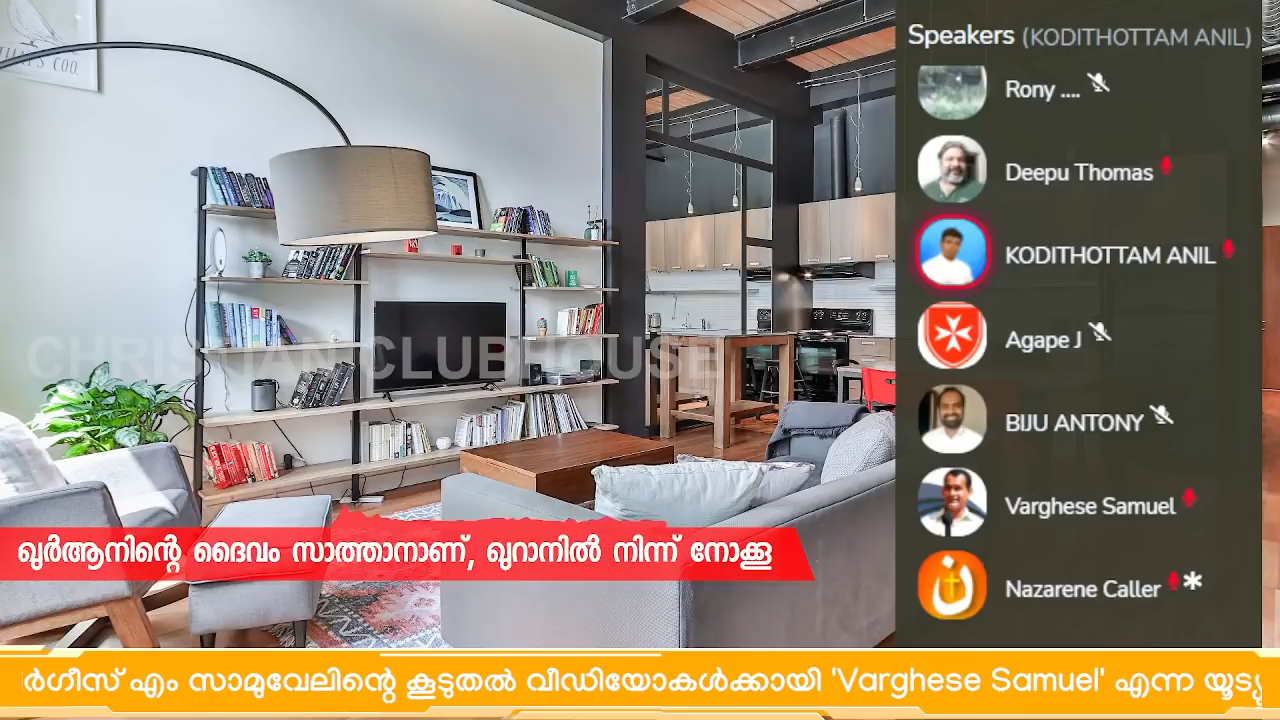 Speakers (KODITHOTTAM ANIL)
Rony ....
Deepu Thomas
KODITHOTTAM ANIL
Agape J
BIJU ANTONY
Varghese Samuel
Nazarene Caller
CHRISTIAN CLUBHOUSE
ഖുർആനിന്റെ ദൈവം സാത്താനാണ്, ഖുറാനിൽ നിന്ന് നോക്കൂ
ർഗീസ് എം സാമുവേലിന്റെ കൂടുതൽ വീഡിയോകൾക്കായി 'Varghese Samuel' എന്ന